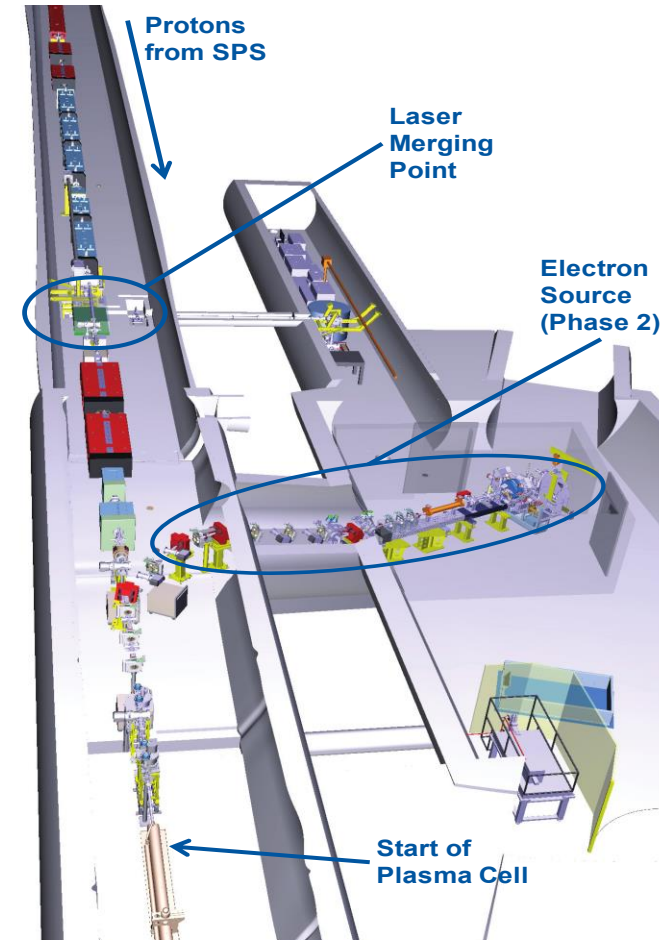 Protons
from SPS
Laser
Merging
Point
Electron
Source
(Phase 2)
Start of
Plasma Cell